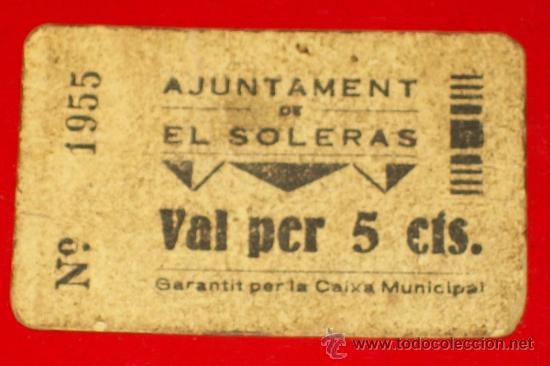 Nº 1955
AJUNTAMENT
DE
EL SOLERAS
Val per 5 cts.
Garantit per la Caixa Municipal
© www.todocoleccion.net